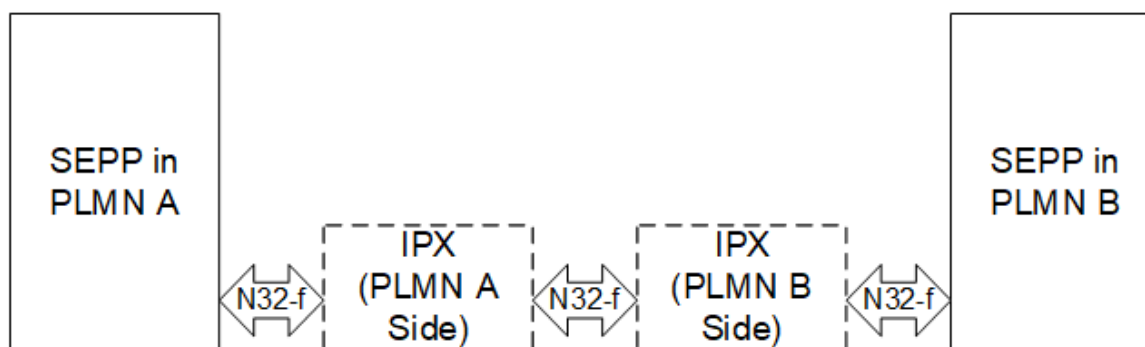 SEPP in
PLMN A
N32-f
IPX
(PLMN A
Side)
N32-f
IPX
(PLMN B
Side)
N32-f
SEPP in
PLMN B